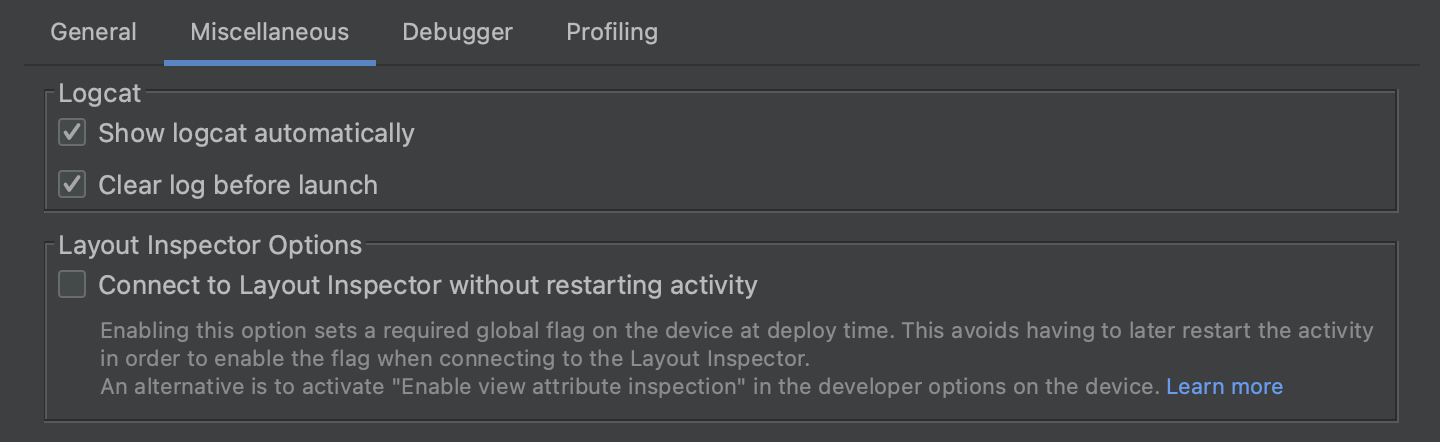 General Miscellaneous Debugger Profiling
Logcat
Show logcat automatically
Clear log before launch
Layout Inspector Options
Connect to Layout Inspector without restarting activity
Enabling this option sets a required global flag on the device at deploy time. This avoids having to later restart the activity
in order to enable the flag when connecting to the Layout Inspector.
An alternative is to activate "Enable view attribute inspection" in the developer options on the device. Learn more